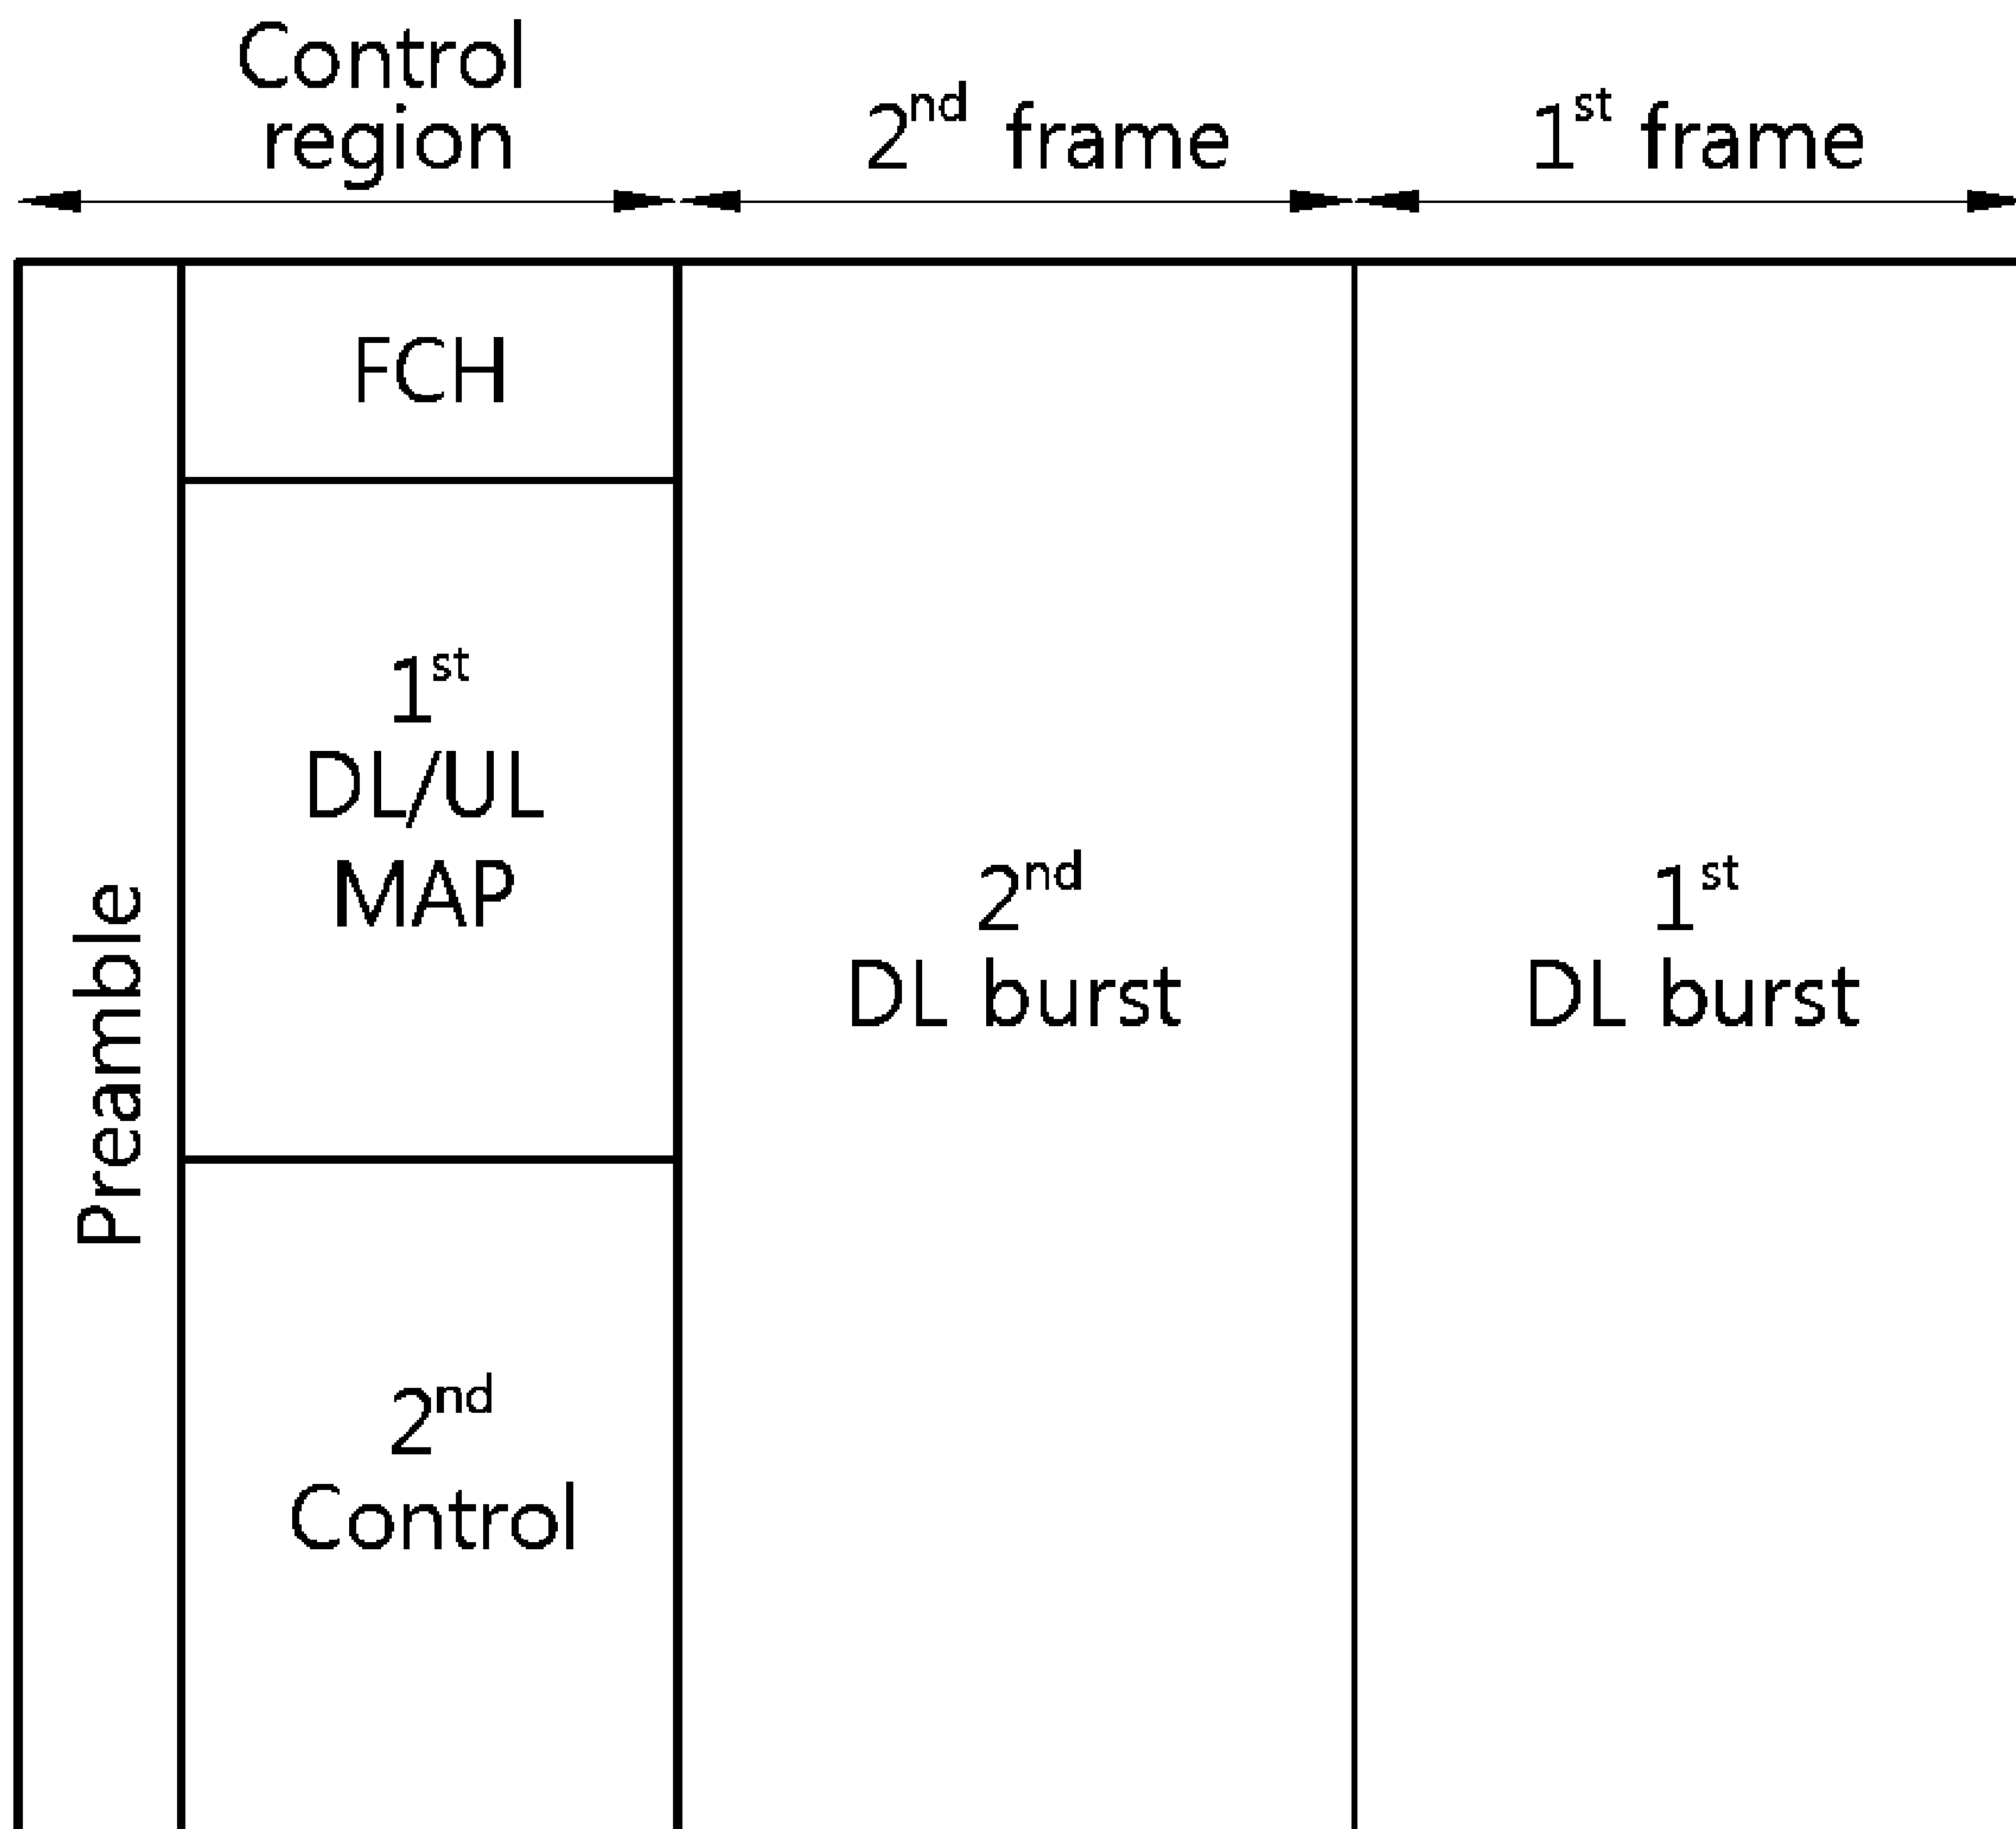 Control
region
2nd frame
1st frame
Preamble
FCH
1st
DL/UL
MAP
2nd
Control
2nd
DL burst
1st
DL burst